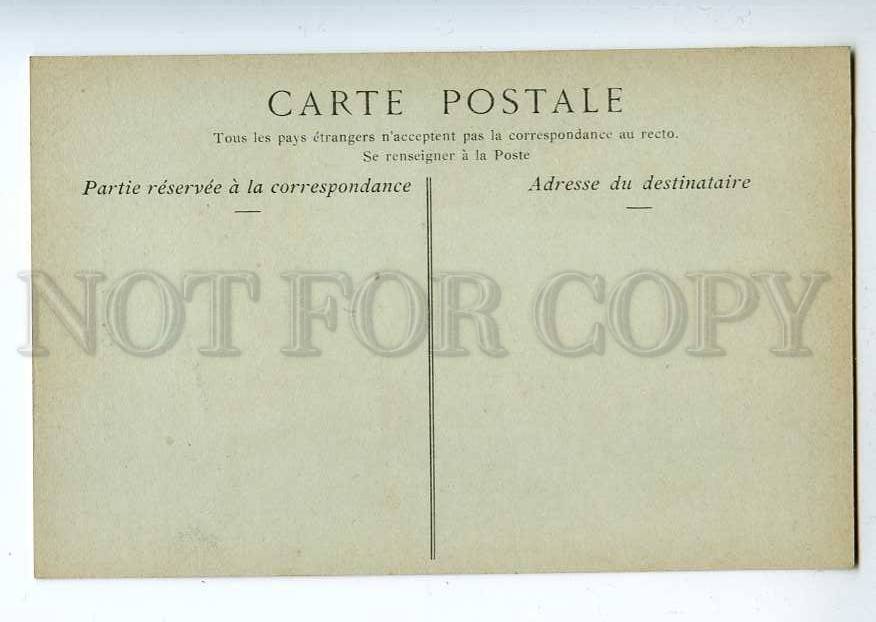 CARTE POSTALE
Tous les pays étrangers n'acceptent pas la correspondance au recto.
Se renseigner à la Poste
Partie réservée à la correspondance
Adresse du destinataire
NOT FOR COPY